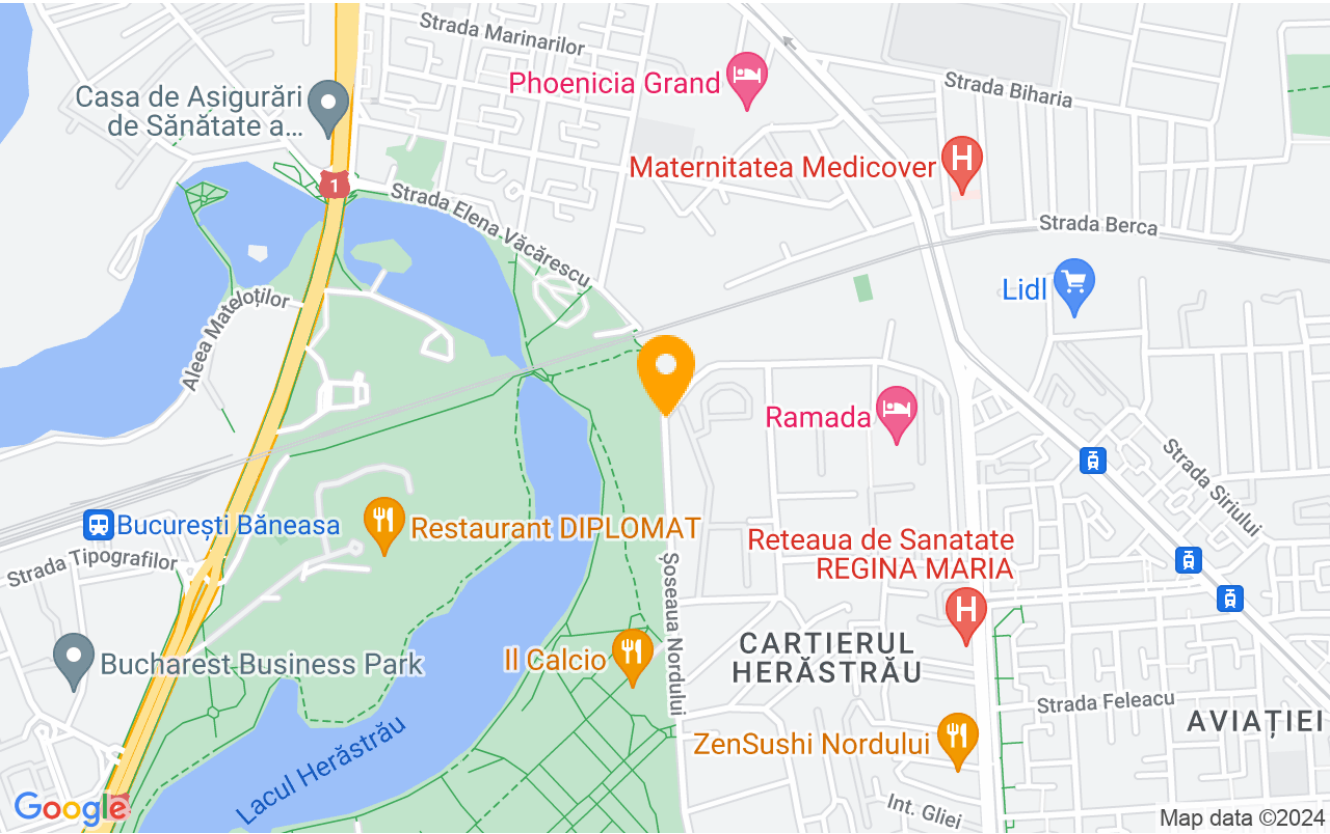 Strada Marinarilor
Phoenicia Grand
Strada Biharia
Casa de Asigurări
de Sănătate a...
Maternitatea Medicover
H
1
Strada Elena Văcărescu
Strada Berca
Lidl
Aleea Mateloților
Ramada
Strada Siriului
București Băneasa
Restaurant DIPLOMAT
Strada Tipografilor
Reteaua de Sanatate
REGINA MARIA
H
Șoseaua Nordului
CARTIERUL
HERĂSTRĂU
Il Calcio
Bucharest Business Park
Strada Feleacu
AVIAȚIEI
ZenSushi Nordului
Lacul Herăstrău
Int. Gliei
Google
Map data ©2024